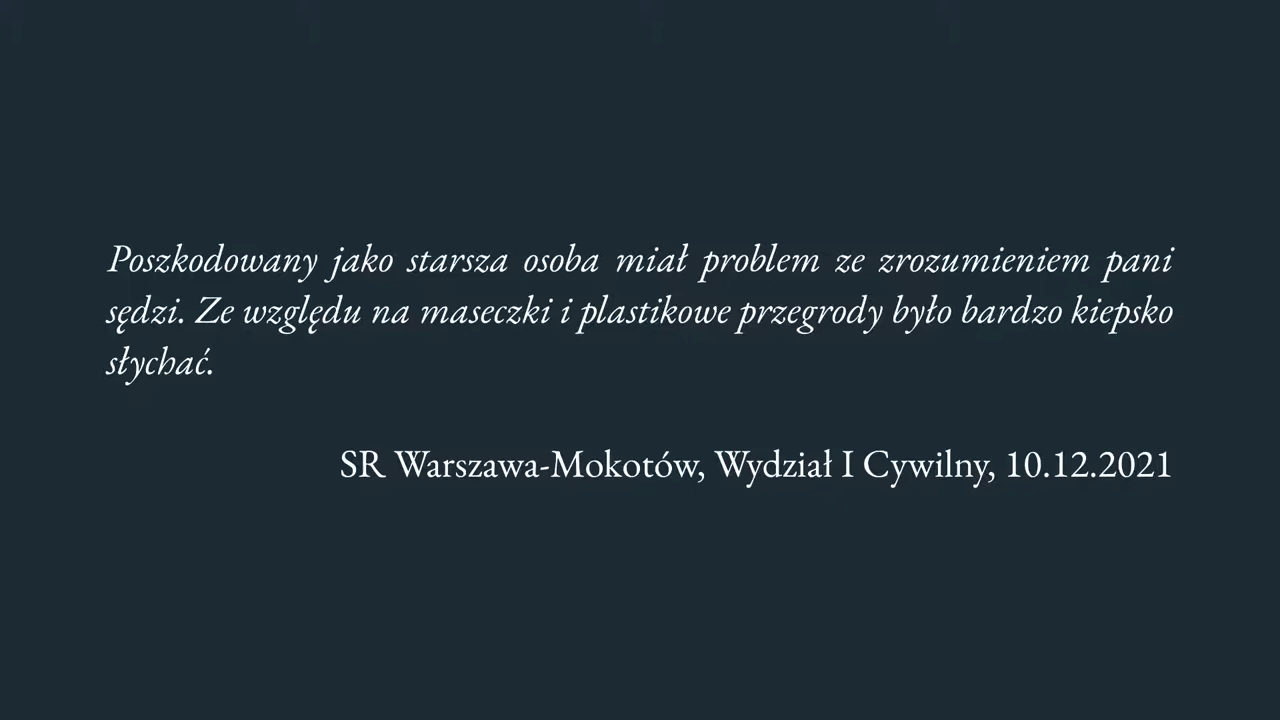 Poszkodowany jako starsza osoba miał problem ze zrozumieniem pani
sędzi. Ze względu na maseczki i plastikowe przegrody było bardzo kiepsko
słychać.
SR Warszawa-Mokotów, Wydział I Cywilny, 10.12.2021